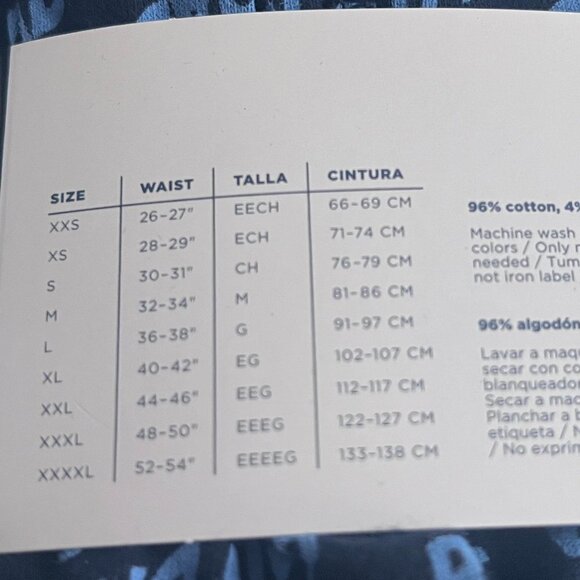 SIZE WAIST TALLA CINTURA
XXS 26-27" EECH 66-69 CM
XS 28-29" ECH 71-74 CM
S 30-31" CH 76-79 CM
M 32-34" M 81-86 CM
L 36-38" G 91-97 CM
XL 40-42" EG 102-107 CM
XXL 44-46" EEG 112-117 CM
XXXL 48-50" EEEG 122-127 CM
XXXXL 52-54" EEEEG 133-138 CM
96% cotton, 4%
Machine wash
colors / Only
needed / Tum
not iron label
96% algodón
Lavar a maqu
secar con co
blanqueador
Secar a mac
Planchar a b
etiqueta / N
/ No exprim